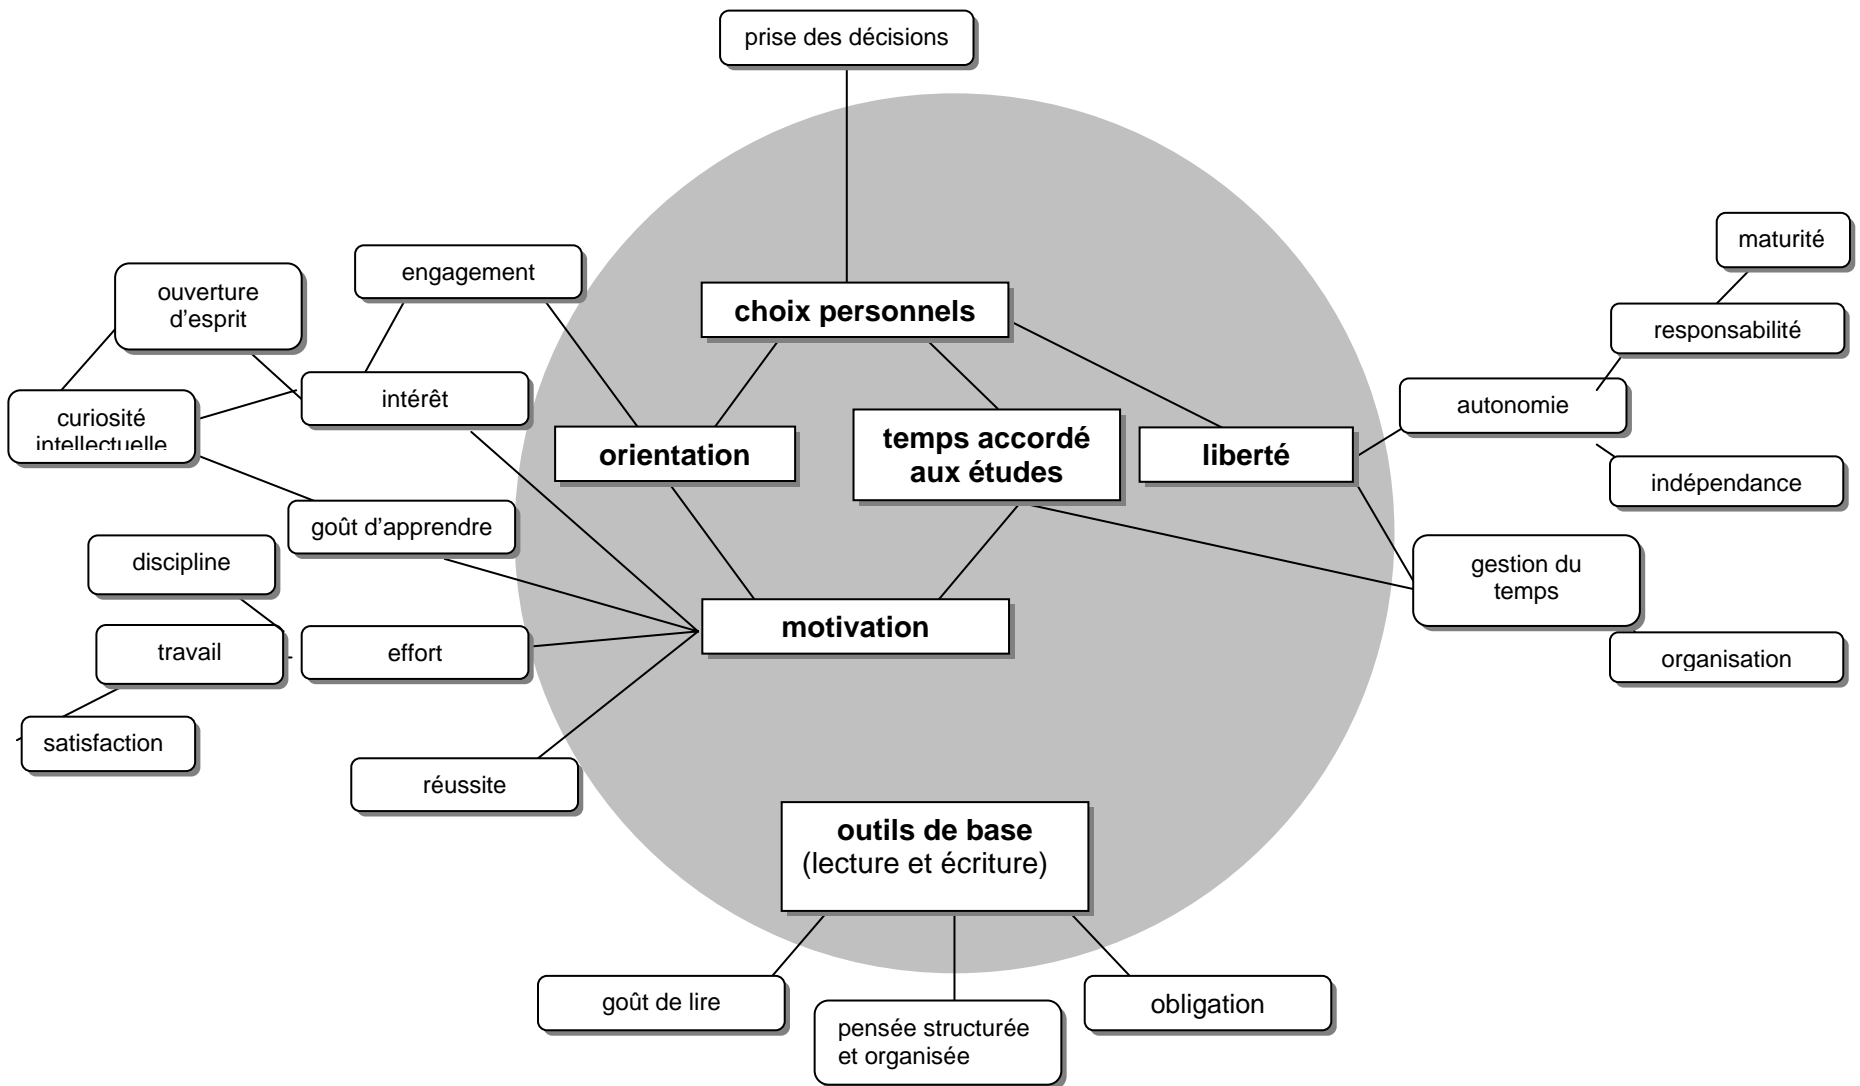 prise des décisions
maturité
engagement
ouverture
d'esprit
choix personnels
responsabilité
intérêt
autonomie
curiosité
intellectuelle
orientation
temps accordé
aux études
liberté
indépendance
goût d'apprendre
discipline
gestion du
temps
motivation
travail
effort
organisation
satisfaction
réussite
outils de base
(lecture et écriture)
goût de lire
obligation
pensée structurée
et organisée